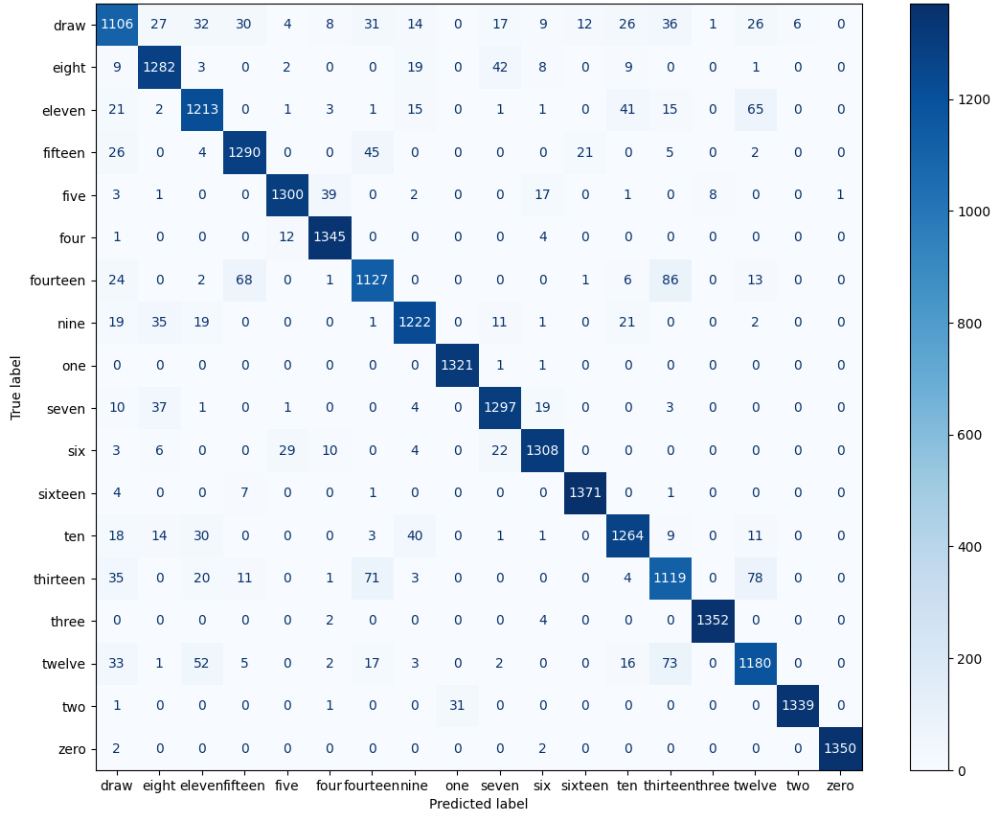 draw 1106 27 32 30 4 8 31 14 0 17 9 12 26 36 1 26 6 0
eight 9 1282 3 0 2 0 0 19 0 42 8 0 9 0 0 1 0 0
eleven 21 2 1213 0 1 3 1 15 0 1 1 0 41 15 0 65 0 0
fifteen 26 0 4 1290 0 0 45 0 0 0 0 21 0 5 0 2 0 0
five 3 1 0 0 1300 39 0 2 0 0 17 0 1 0 8 0 0 1
four 1 0 0 0 12 1345 0 0 0 0 4 0 0 0 0 0 0 0
fourteen 24 0 2 68 0 1 1127 0 0 0 0 1 6 86 0 13 0 0
nine 19 35 19 0 0 0 1 1222 0 11 1 0 21 0 0 2 0 0
one 0 0 0 0 0 0 0 0 1321 1 1 0 0 0 0 0 0 0
seven 10 37 1 0 1 0 0 4 0 1297 19 0 0 3 0 0 0 0
six 3 6 0 0 29 10 0 4 0 22 1308 0 0 0 0 0 0 0
sixteen 4 0 0 7 0 0 1 0 0 0 0 1371 0 1 0 0 0 0
ten 18 14 30 0 0 0 3 40 0 1 1 0 1264 9 0 11 0 0
thirteen 35 0 20 11 0 1 71 3 0 0 0 0 4 1119 0 78 0 0
three 0 0 0 0 0 2 0 0 0 0 4 0 0 0 1352 0 0 0
twelve 33 1 52 5 0 2 17 3 0 2 0 0 16 73 0 1180 0 0
two 1 0 0 0 0 1 0 0 31 0 0 0 0 0 0 0 1339 0
zero 2 0 0 0 0 0 0 0 0 0 2 0 0 0 0 0 0 1350
draw eight eleven fifteen five four fourteen nine one seven six sixteen ten thirteen three twelve two zero
Predicted label
True label
1200
1000
800
600
400
200
0